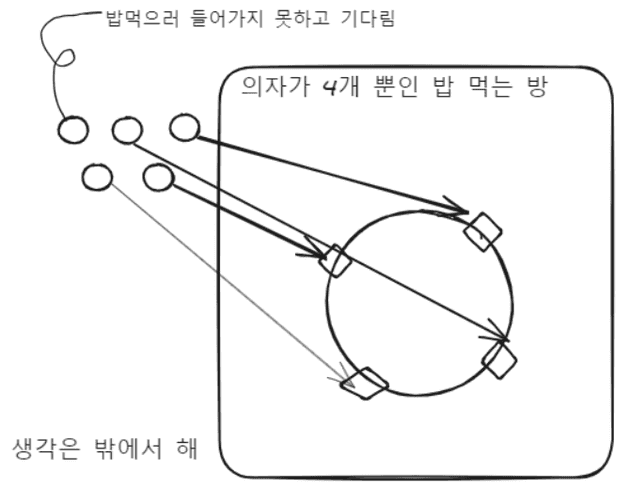 밥먹으러 들어가지 못하고 기다림
의자가 4개 뿐인 밥 먹는 방
생각은 밖에서 해